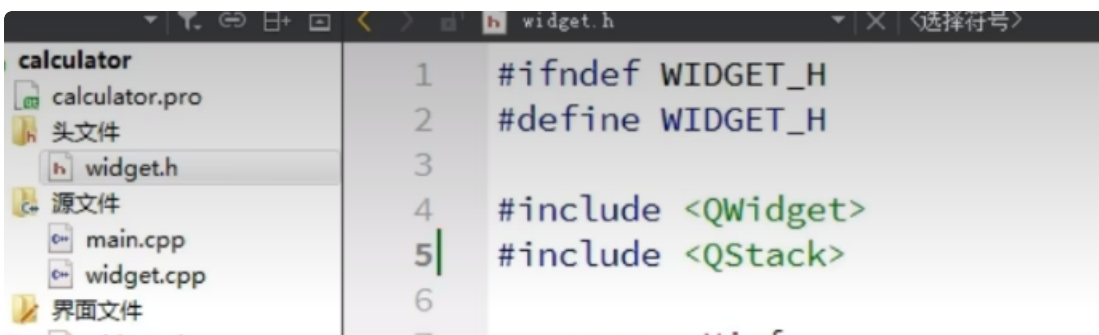 widget.h
<选择符号>
calculator
calculator.pro
头文件
widget.h
源文件
main.cpp
widget.cpp
界面文件
1 #ifndef WIDGET_H
2 #define WIDGET_H
3
4 #include <QWidget>
5 #include <QStack>
6